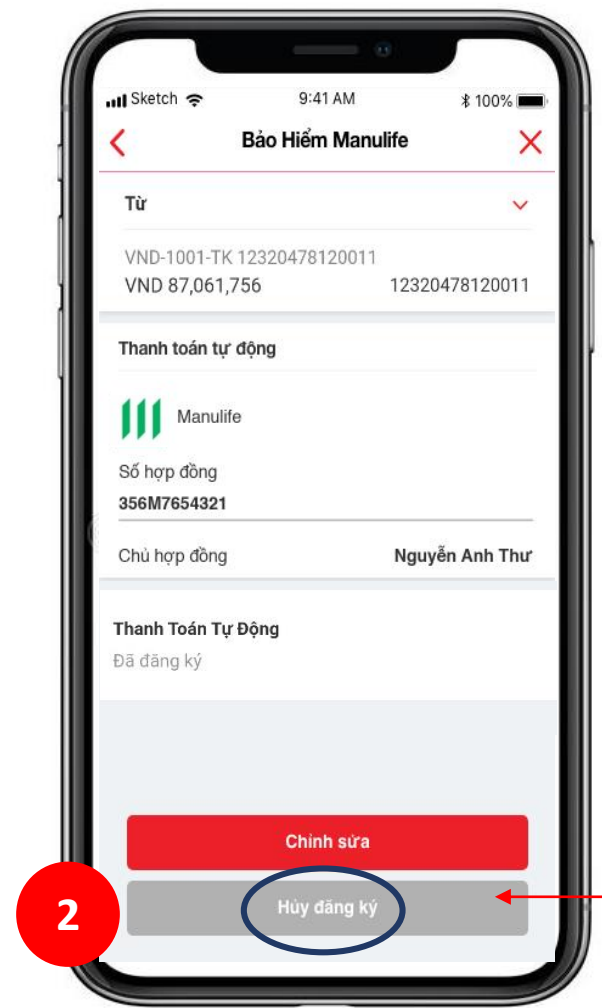 Sketch 9:41 AM 100%
Bảo Hiểm Manulife
Từ
VND-1001-TK 12320478120011
VND 87,061,756 12320478120011
Thanh toán tự động
Manulife
Số hợp đồng
356M7654321
Chủ hợp đồng Nguyễn Anh Thư
Thanh Toán Tự Động
Đã đăng ký
Chỉnh sửa
2 Hủy đăng ký